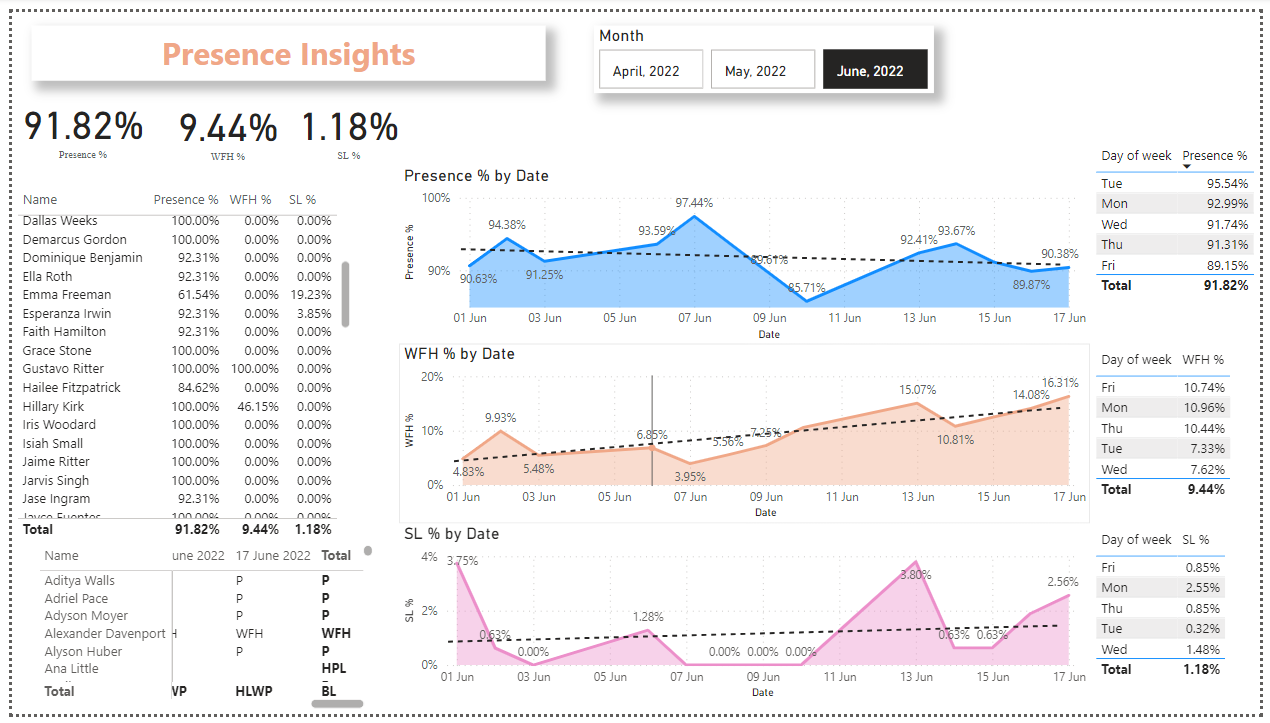 Presence Insights
Month
April, 2022
May, 2022
June, 2022
91.82%
Presence %
9.44%
WFH %
1.18%
SL %
Name Presence % WFH % SL %
Dallas Weeks 100.00% 0.00% 0.00%
Demarcus Gordon 100.00% 0.00% 0.00%
Dominique Benjamin 92.31% 0.00% 0.00%
Ella Roth 92.31% 0.00% 0.00%
Emma Freeman 61.54% 0.00% 19.23%
Esperanza Irwin 92.31% 0.00% 3.85%
Faith Hamilton 92.31% 0.00% 0.00%
Grace Stone 100.00% 0.00% 0.00%
Gustavo Ritter 100.00% 100.00% 0.00%
Hailee Fitzpatrick 84.62% 0.00% 0.00%
Hillary Kirk 100.00% 46.15% 0.00%
Iris Woodard 100.00% 0.00% 0.00%
Isiah Small 100.00% 0.00% 0.00%
Jaime Ritter 100.00% 0.00% 0.00%
Jarvis Singh 100.00% 0.00% 0.00%
Jase Ingram 92.31% 0.00% 0.00%
Total 91.82% 9.44% 1.18%
Name une 2022 17 June 2022 Total
Aditya Walls P P
Adriel Pace P P
Adyson Moyer P P
Alexander Davenport H WFH WFH
Alyson Huber P P
Ana Little HPL
Total WP HLWP BL
Presence % by Date
Presence %
100%
90%
90.63%
94.38%
91.25%
93.59%
97.44%
89.61%
85.71%
92.41%
93.67%
89.87%
90.38%
01 Jun 03 Jun 05 Jun 07 Jun 09 Jun 11 Jun 13 Jun 15 Jun 17 Jun
Date
WFH % by Date
WFH %
20%
10%
0%
4.83%
9.93%
5.48%
6.85%
3.95%
5.56%
7.25%
15.07%
10.81%
14.08%
16.31%
01 Jun 03 Jun 05 Jun 07 Jun 09 Jun 11 Jun 13 Jun 15 Jun 17 Jun
Date
SL % by Date
SL %
4%
2%
0%
3.75%
0.63%
0.00%
1.28%
0.00%
0.00%
0.00%
3.80%
0.63%
0.63%
2.56%
01 Jun 03 Jun 05 Jun 07 Jun 09 Jun 11 Jun 13 Jun 15 Jun 17 Jun
Date
Day of week Presence %
Tue 95.54%
Mon 92.99%
Wed 91.74%
Thu 91.31%
Fri 89.15%
Total 91.82%
Day of week WFH %
Fri 10.74%
Mon 10.96%
Thu 10.44%
Tue 7.33%
Wed 7.62%
Total 9.44%
Day of week SL %
Fri 0.85%
Mon 2.55%
Thu 0.85%
Tue 0.32%
Wed 1.48%
Total 1.18%